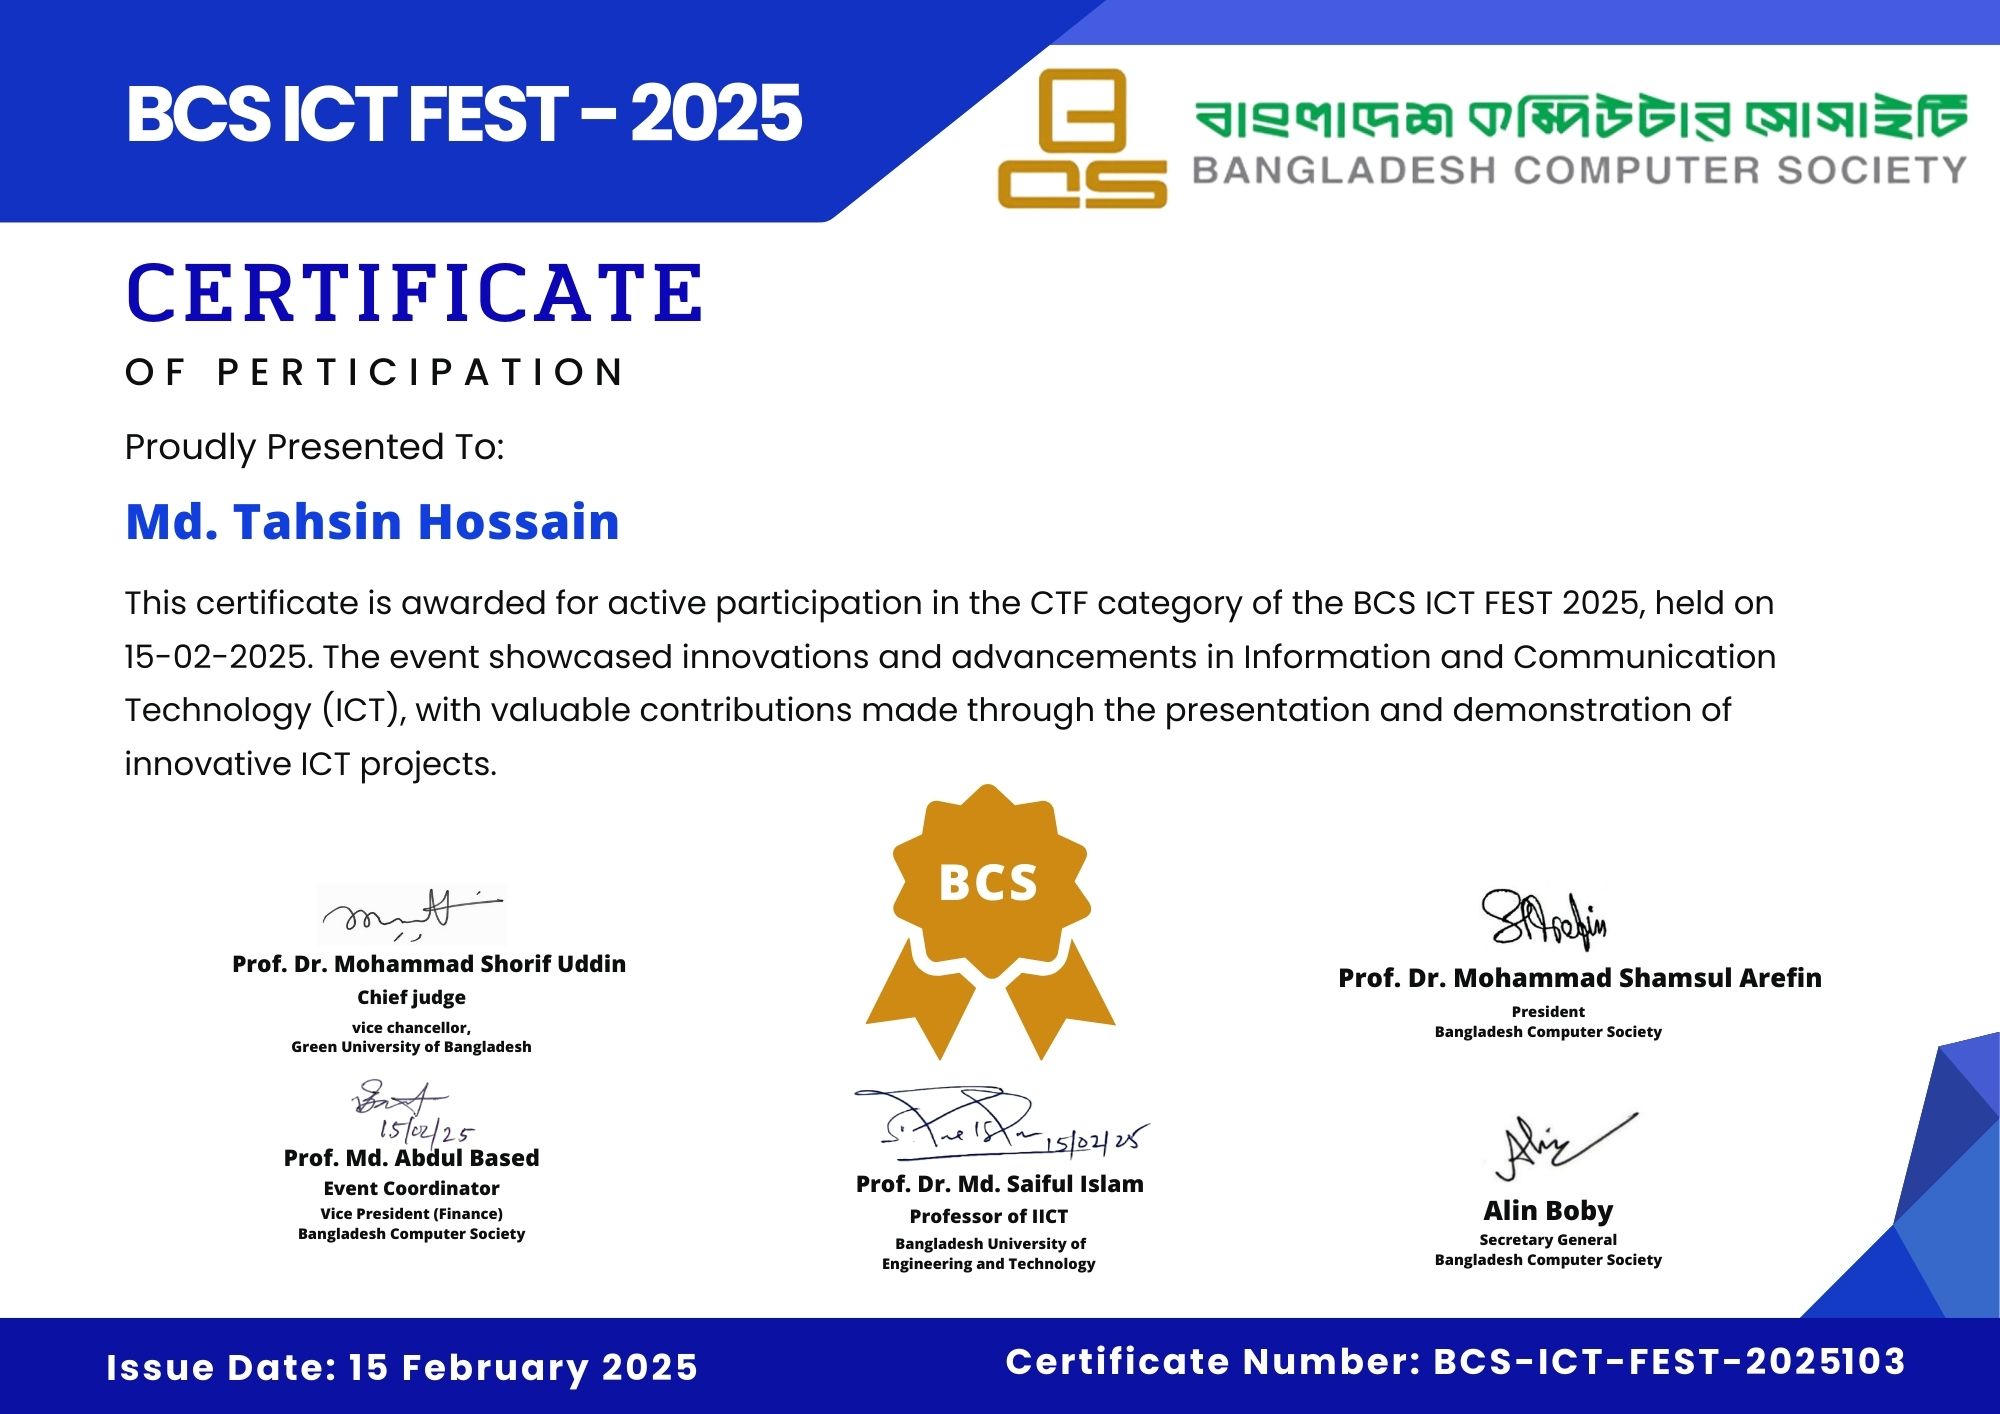 BCS ICT FEST - 2025
বাংলাদেশ কম্পিউটার সোসাইটি
BANGLADESH COMPUTER SOCIETY
CERTIFICATE
OF PERTICIPATION
Proudly Presented To:
Md. Tahsin Hossain
This certificate is awarded for active participation in the CTF category of the BCS ICT FEST 2025, held on
15-02-2025. The event showcased innovations and advancements in Information and Communication
Technology (ICT), with valuable contributions made through the presentation and demonstration of
innovative ICT projects.
BCS
Prof. Dr. Mohammad Shorif Uddin
Chief judge
vice chancellor,
Green University of Bangladesh
SArefin
Prof. Dr. Mohammad Shamsul Arefin
President
Bangladesh Computer Society
15/02/25
Prof. Md. Abdul Based
Event Coordinator
Vice President (Finance)
Bangladesh Computer Society
15/02/25
Prof. Dr. Md. Saiful Islam
Professor of IICT
Bangladesh University of
Engineering and Technology
Alin
Alin Boby
Secretary General
Bangladesh Computer Society
Issue Date: 15 February 2025
Certificate Number: BCS-ICT-FEST-2025103